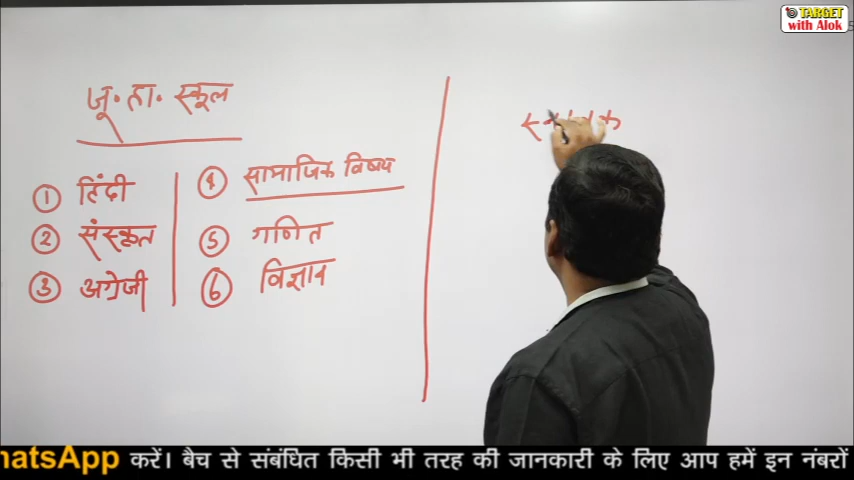 TARGET
with Alok
जू. हा. स्कूल
① हिंदी
② संस्कृत
③ अग्रेजी
④ सामाजिक विषय
⑤ गणित
⑥ विज्ञान
hatsApp करें। बैच से संबंधित किसी भी तरह की जानकारी के लिए आप हमें इन नंबरों